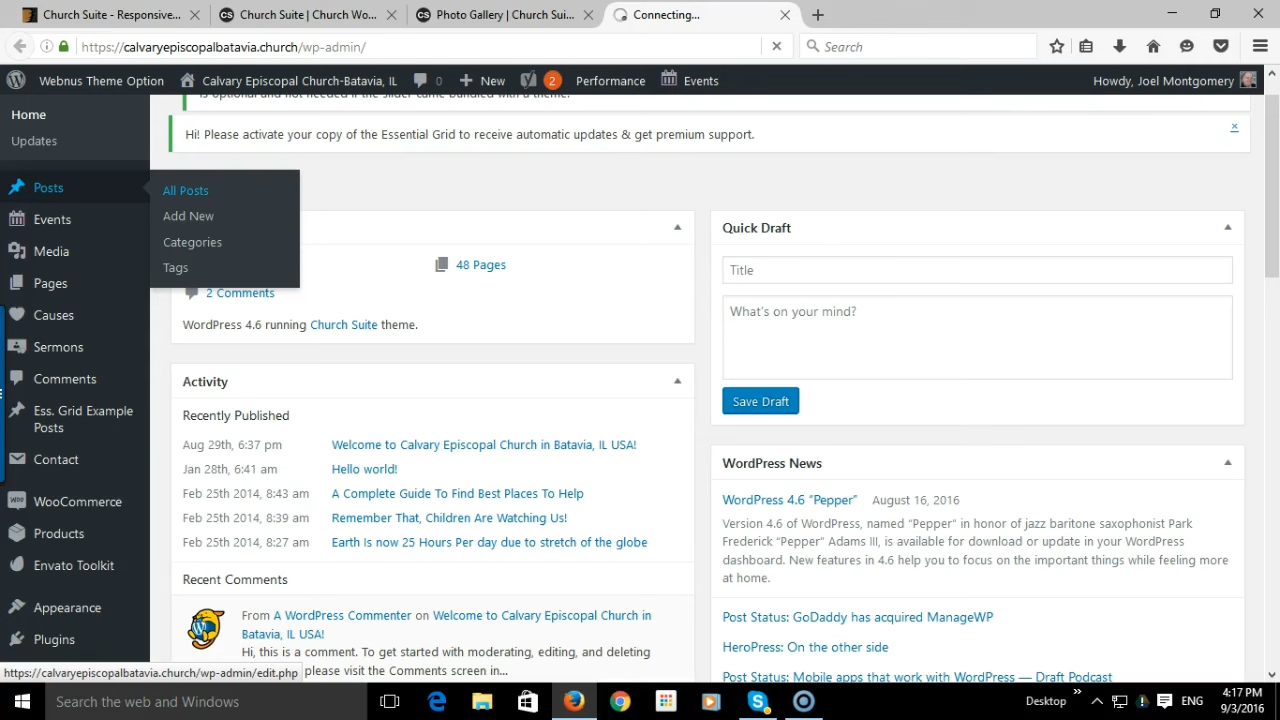 Church Suite - Responsive...
Church Suite | Church Wo...
Photo Gallery | Church Sui...
Connecting...
https://calvaryepiscopalbatavia.church/wp-admin/
Search
Webnus Theme Option
Calvary Episcopal Church-Batavia, IL
0
New
2
Performance
Events
Howdy, Joel Montgomery
Home
Updates
Posts
Events
Media
Pages
Causes
Sermons
Comments
Ess. Grid Example
Posts
Contact
WooCommerce
Products
Envato Toolkit
Appearance
Plugins
All Posts
Add New
Categories
Tags
is optional and not needed if the slider came bundled with a theme.
Hi! Please activate your copy of the Essential Grid to receive automatic updates & get premium support.
48 Pages
2 Comments
WordPress 4.6 running Church Suite theme.
Activity
Recently Published
Aug 29th, 6:37 pm Welcome to Calvary Episcopal Church in Batavia, IL USA!
Jan 28th, 6:41 am Hello world!
Feb 25th 2014, 8:43 am A Complete Guide To Find Best Places To Help
Feb 25th 2014, 8:39 am Remember That, Children Are Watching Us!
Feb 25th 2014, 8:27 am Earth Is now 25 Hours Per day due to stretch of the globe
Recent Comments
From A WordPress Commenter on Welcome to Calvary Episcopal Church in
Batavia, IL USA!
Hi, this is a comment. To get started with moderating, editing, and deleting
please visit the Comments screen in...
Quick Draft
Title
What's on your mind?
Save Draft
WordPress News
WordPress 4.6 "Pepper" August 16, 2016
Version 4.6 of WordPress, named "Pepper" in honor of jazz baritone saxophonist Park
Frederick "Pepper" Adams III, is available for download or update in your WordPress
dashboard. New features in 4.6 help you to focus on the important things while feeling more
at home.
Post Status: GoDaddy has acquired ManageWP
HeroPress: On the other side
Post Status: Mobile apps that work with WordPress — Draft Podcast
https://calvaryepiscopalbatavia.church/wp-admin/edit.php
Search the web and Windows
Desktop
ENG
4:17 PM
9/3/2016